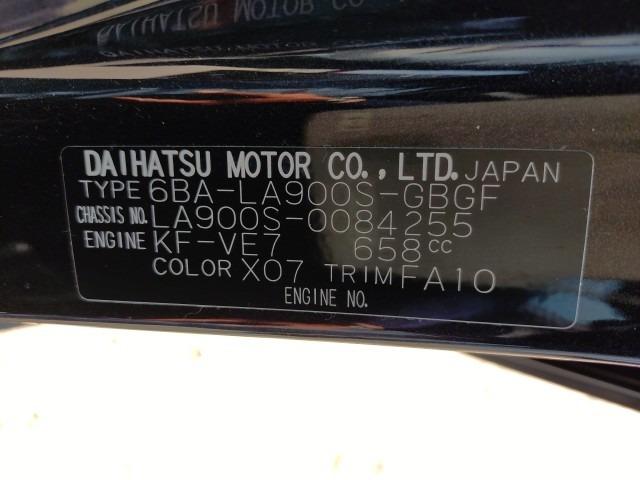 DAIHATSU MOTOR CO., LTD. JAPAN
TYPE 6BA-LA900S-GBGF
CHASSIS NO. LA900S-0084255
ENGINE KF-VE7 658cc
COLOR X07 TRIM FA10
ENGINE NO.